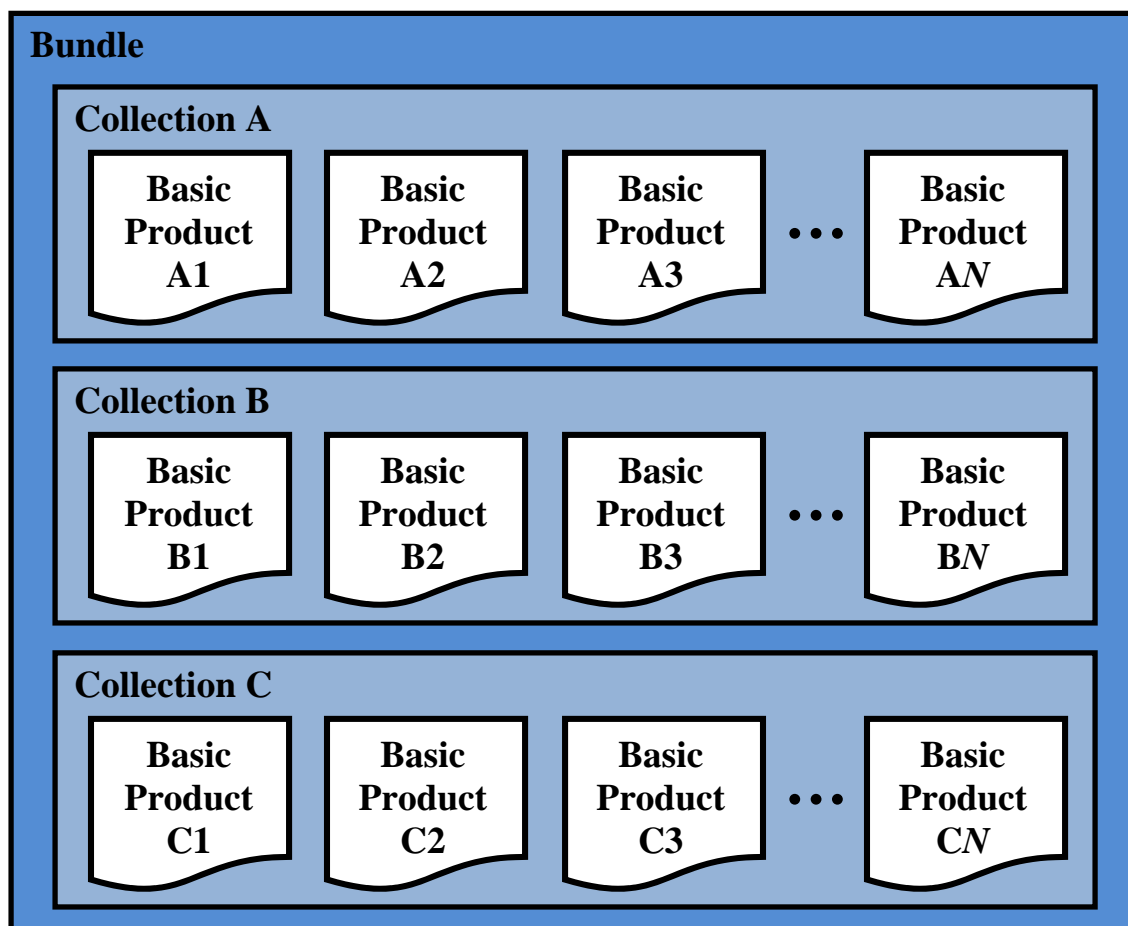 Bundle
Collection A
Basic
Product
A1
Basic
Product
A2
Basic
Product
A3
•••
Basic
Product
AN
Collection B
Basic
Product
B1
Basic
Product
B2
Basic
Product
B3
•••
Basic
Product
BN
Collection C
Basic
Product
C1
Basic
Product
C2
Basic
Product
C3
•••
Basic
Product
CN